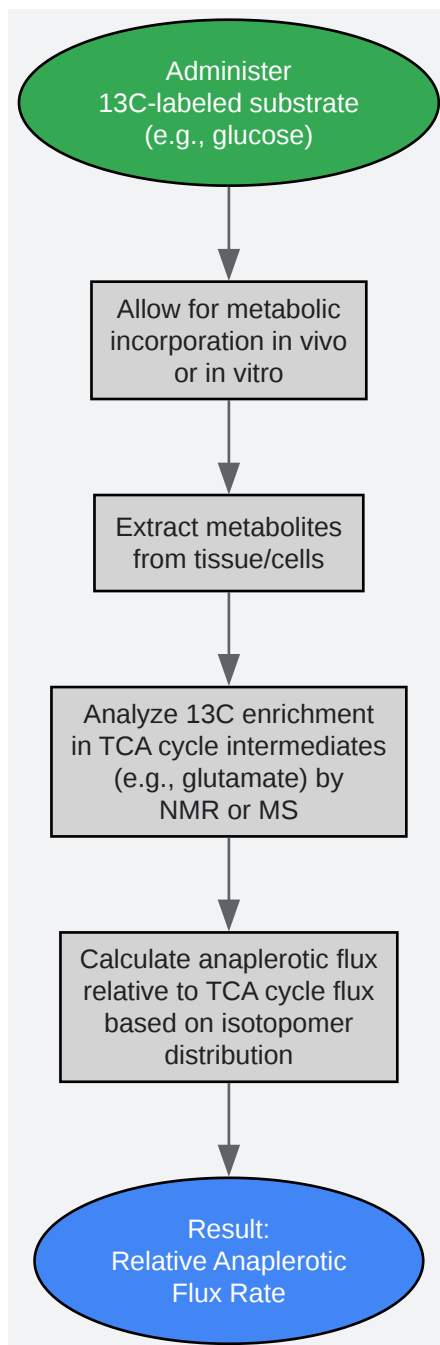 Administer
13C-labeled substrate
(e.g., glucose)
Allow for metabolic
incorporation in vivo
or in vitro
Extract metabolites
from tissue/cells
Analyze 13C enrichment
in TCA cycle intermediates
(e.g., glutamate) by
NMR or MS
Calculate anaplerotic flux
relative to TCA cycle flux
based on isotopomer
distribution
Result:
Relative Anaplerotic
Flux Rate